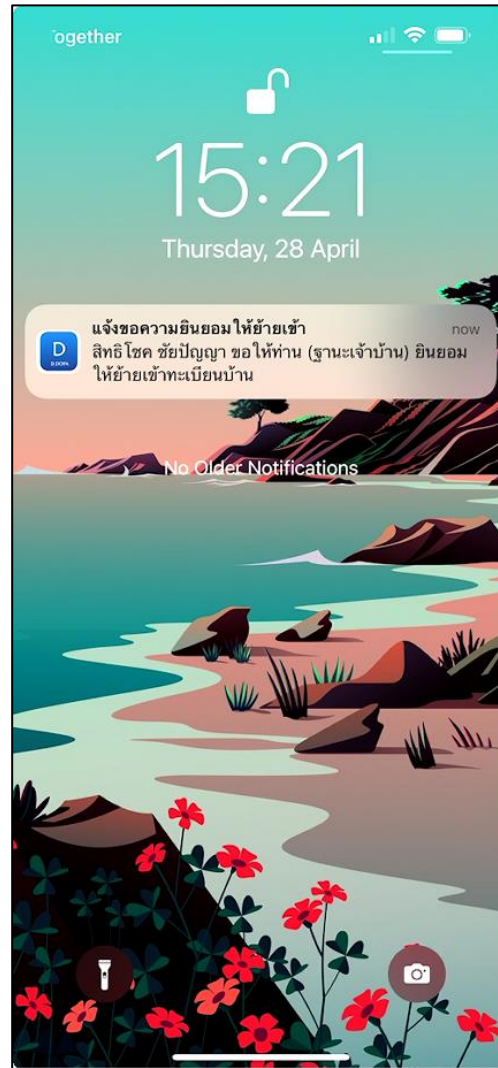 ogether
15:21
Thursday, 28 April
แจ้งขอความยินยอมให้ย้ายเข้า now
สิทธิโชค ชัยปัญญา ขอให้ท่าน (ฐานะเจ้าบ้าน) ยินยอม
ให้ย้ายเข้าทะเบียนบ้าน
D
D.DOPA
No Older Notifications